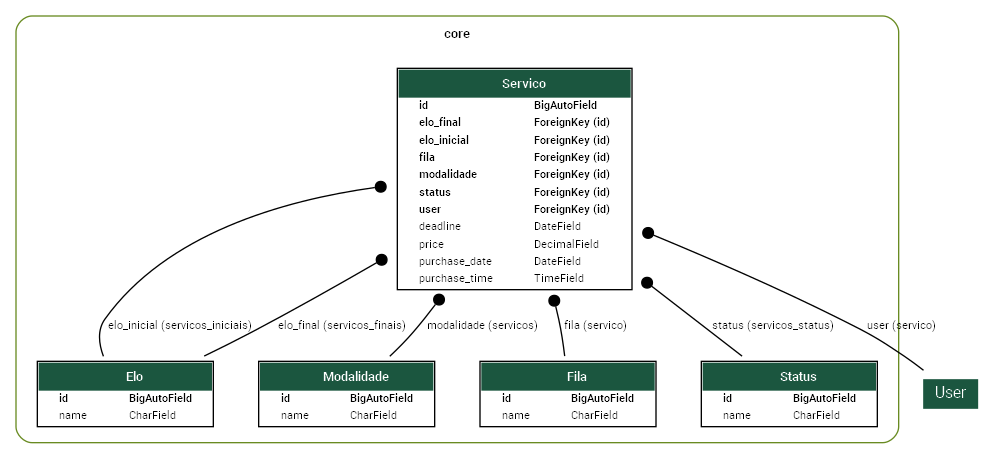 core
Servico
id BigAutoField
elo_final ForeignKey (id)
elo_inicial ForeignKey (id)
fila ForeignKey (id)
modalidade ForeignKey (id)
status ForeignKey (id)
user ForeignKey (id)
deadline DateField
price DecimalField
purchase_date DateField
purchase_time TimeField
elo_inicial (servicos_iniciais) elo_final (servicos_finais) modalidade (servicos) fila (servico) status (servicos_status) user (servico)
Elo
id BigAutoField
name CharField
Modalidade
id BigAutoField
name CharField
Fila
id BigAutoField
name CharField
Status
id BigAutoField
name CharField
User